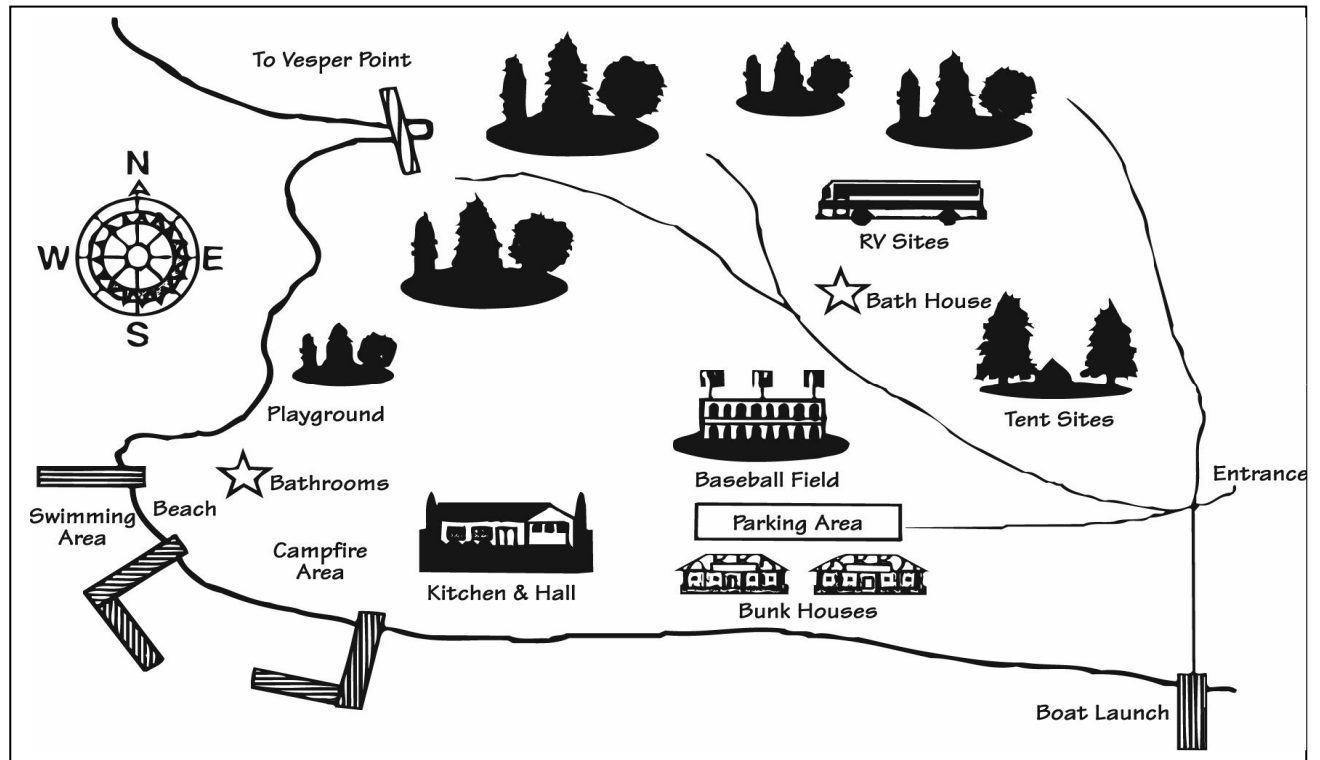 To Vesper Point
N
W
E
S
RV Sites
Bath House
Tent Sites
Playground
Entrance
Bathrooms
Baseball Field
Beach
Swimming
Area
Parking Area
Campfire
Area
Kitchen & Hall
Bunk Houses
Boat Launch